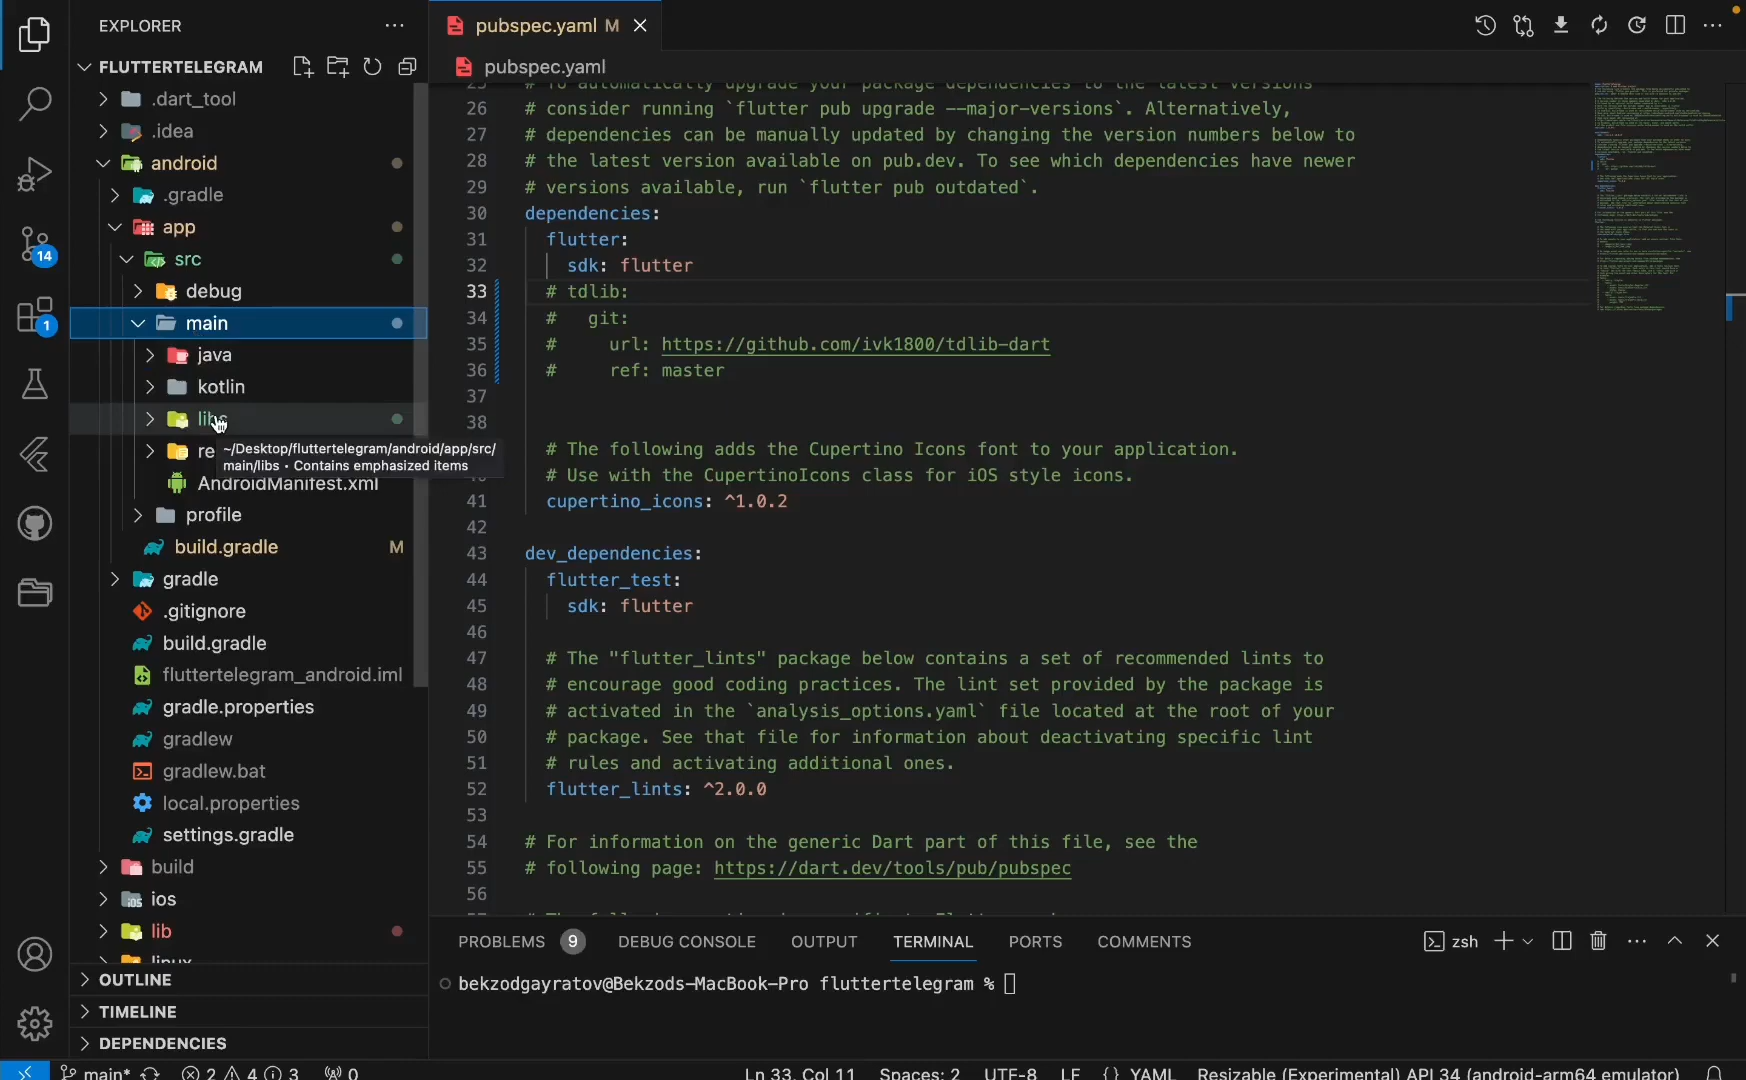 EXPLORER
FLUTTERTELEGRAM
.dart_tool
.idea
android
.gradle
app
src
debug
main
java
kotlin
libs
re
~/Desktop/fluttertelegram/android/app/src/
main/libs • Contains emphasized items
AndroidManifest.xml
profile
build.gradle M
gradle
.gitignore
build.gradle
fluttertelegram_android.iml
gradle.properties
gradlew
gradlew.bat
local.properties
settings.gradle
build
ios
lib
linux
OUTLINE
TIMELINE
DEPENDENCIES
14
1
pubspec.yaml M
pubspec.yaml
25 # To automatically upgrade your package dependencies to the latest versions
26 # consider running `flutter pub upgrade --major-versions`. Alternatively,
27 # dependencies can be manually updated by changing the version numbers below to
28 # the latest version available on pub.dev. To see which dependencies have newer
29 # versions available, run `flutter pub outdated`.
30 dependencies:
31 flutter:
32 sdk: flutter
33 # tdlib:
34 # git:
35 # url: https://github.com/ivk1800/tdlib-dart
36 # ref: master
37
38
# The following adds the Cupertino Icons font to your application.
# Use with the CupertinoIcons class for iOS style icons.
41 cupertino_icons: ^1.0.2
42
43 dev_dependencies:
44 flutter_test:
45 sdk: flutter
46
47 # The "flutter_lints" package below contains a set of recommended lints to
48 # encourage good coding practices. The lint set provided by the package is
49 # activated in the `analysis_options.yaml` file located at the root of your
50 # package. See that file for information about deactivating specific lint
51 # rules and activating additional ones.
52 flutter_lints: ^2.0.0
53
54 # For information on the generic Dart part of this file, see the
55 # following page: https://dart.dev/tools/pub/pubspec
56
PROBLEMS 9 DEBUG CONSOLE OUTPUT TERMINAL PORTS COMMENTS
zsh
bekzodgayratov@Bekzods-MacBook-Pro fluttertelegram %
main* 2 4 3 0
Ln 33, Col 11 Spaces: 2 UTF-8 LF {} YAML Resizable (Experimental) API 34 (android-arm64 emulator)